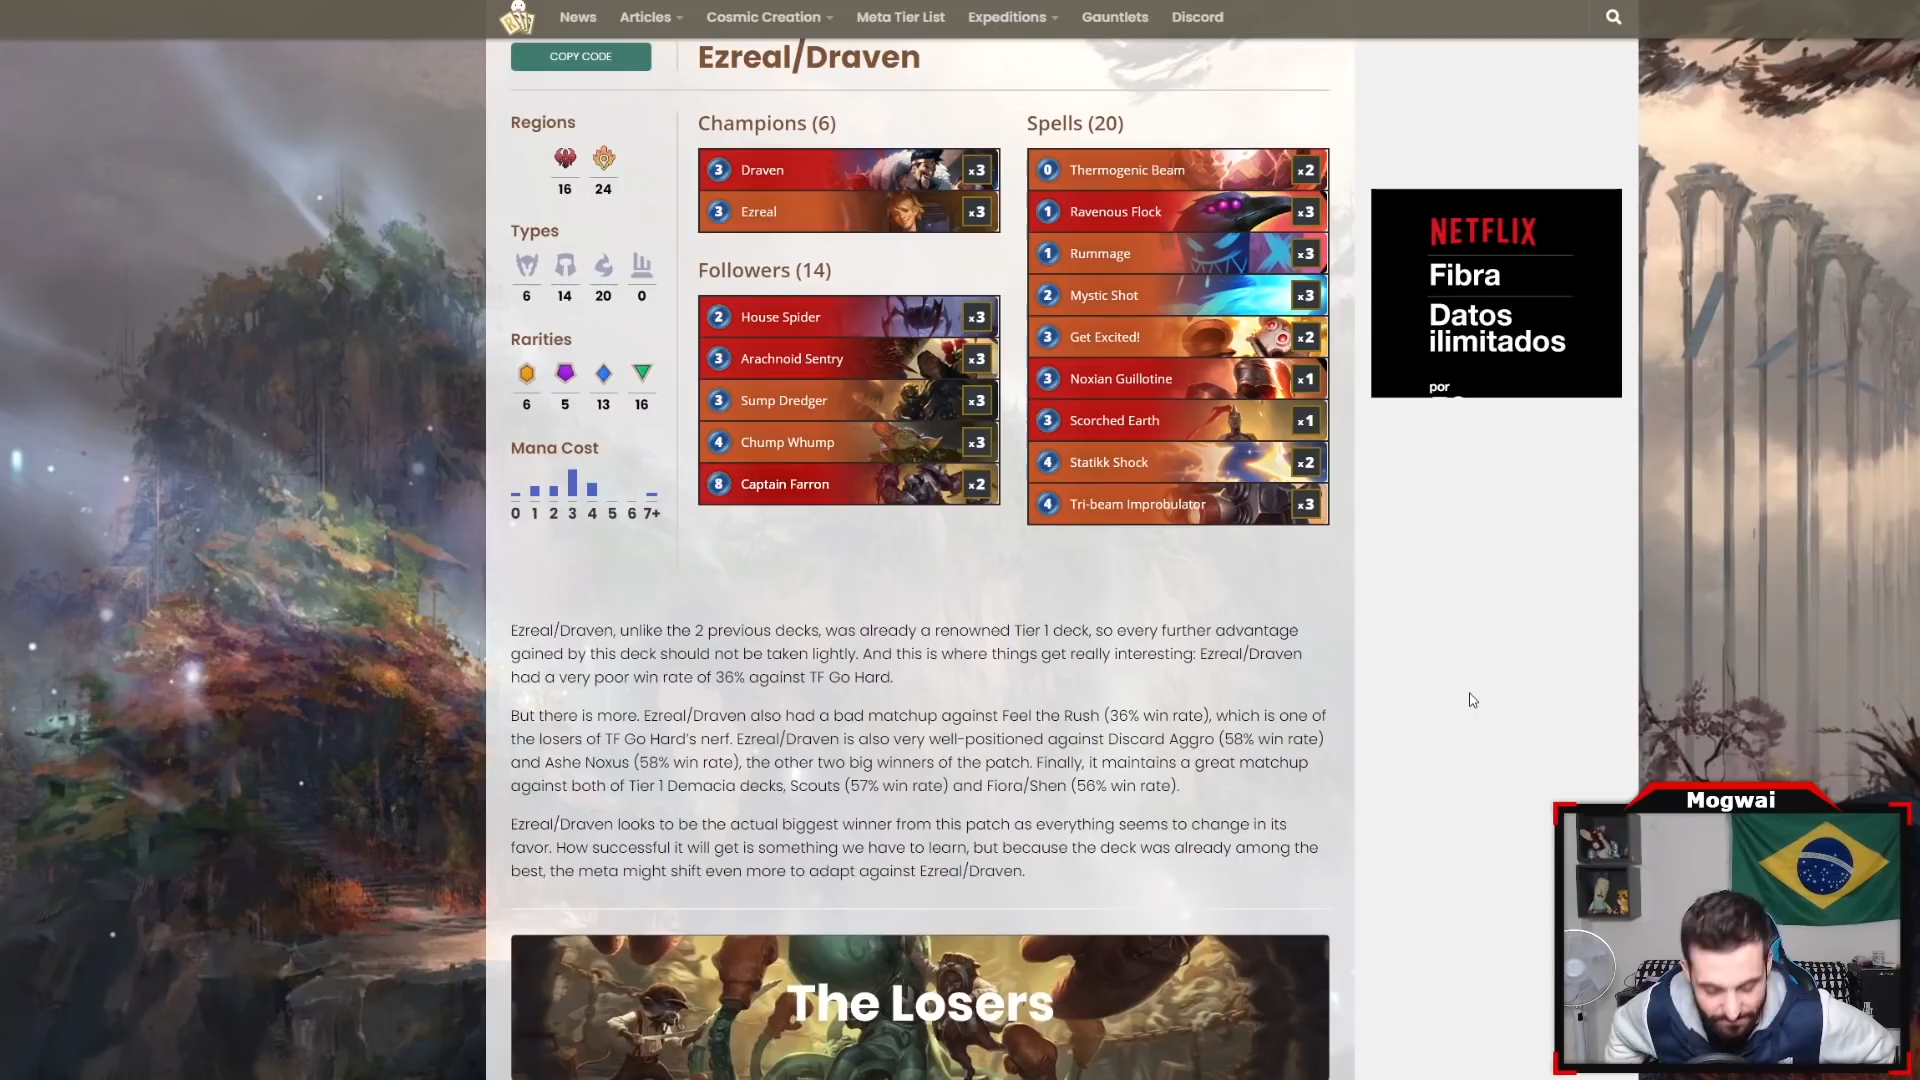 News
Articles
Cosmic Creation
Meta Tier List
Expeditions
Gauntlets
Discord
COPY CODE
Ezreal/Draven
Regions
16 24
Types
6 14 20 0
Rarities
6 5 13 16
Mana Cost
0 1 2 3 4 5 6 7+
Champions (6)
3 Draven x3
3 Ezreal x3
Followers (14)
2 House Spider x3
3 Arachnoid Sentry x3
3 Sump Dredger x3
4 Chump Whump x3
8 Captain Farron x2
Spells (20)
0 Thermogenic Beam x2
1 Ravenous Flock x3
1 Rummage x3
2 Mystic Shot x3
3 Get Excited! x2
3 Noxian Guillotine x1
3 Scorched Earth x1
4 Statikk Shock x2
4 Tri-beam Improbulator x3
NETFLIX
Fibra
Datos
ilimitados
por
Ezreal/Draven, unlike the 2 previous decks, was already a renowned Tier 1 deck, so every further advantage
gained by this deck should not be taken lightly. And this is where things get really interesting: Ezreal/Draven
had a very poor win rate of 36% against TF Go Hard.
But there is more. Ezreal/Draven also had a bad matchup against Feel the Rush (36% win rate), which is one of
the losers of TF Go Hard's nerf. Ezreal/Draven is also very well-positioned against Discard Aggro (58% win rate)
and Ashe Noxus (58% win rate), the other two big winners of the patch. Finally, it maintains a great matchup
against both of Tier 1 Demacia decks, Scouts (57% win rate) and Fiora/Shen (56% win rate).
Ezreal/Draven looks to be the actual biggest winner from this patch as everything seems to change in its
favor. How successful it will get is something we have to learn, but because the deck was already among the
best, the meta might shift even more to adapt against Ezreal/Draven.
The Losers
Mogwai